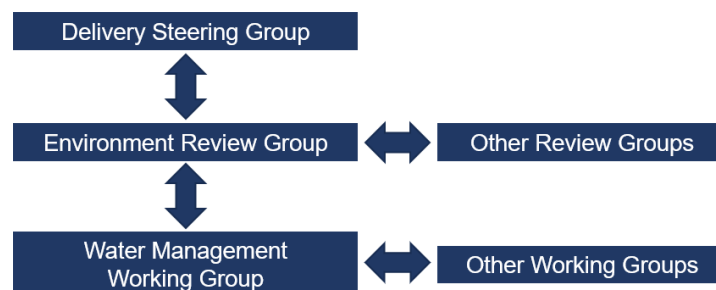 Delivery Steering Group
Environment Review Group
Other Review Groups
Water Management
Working Group
Other Working Groups